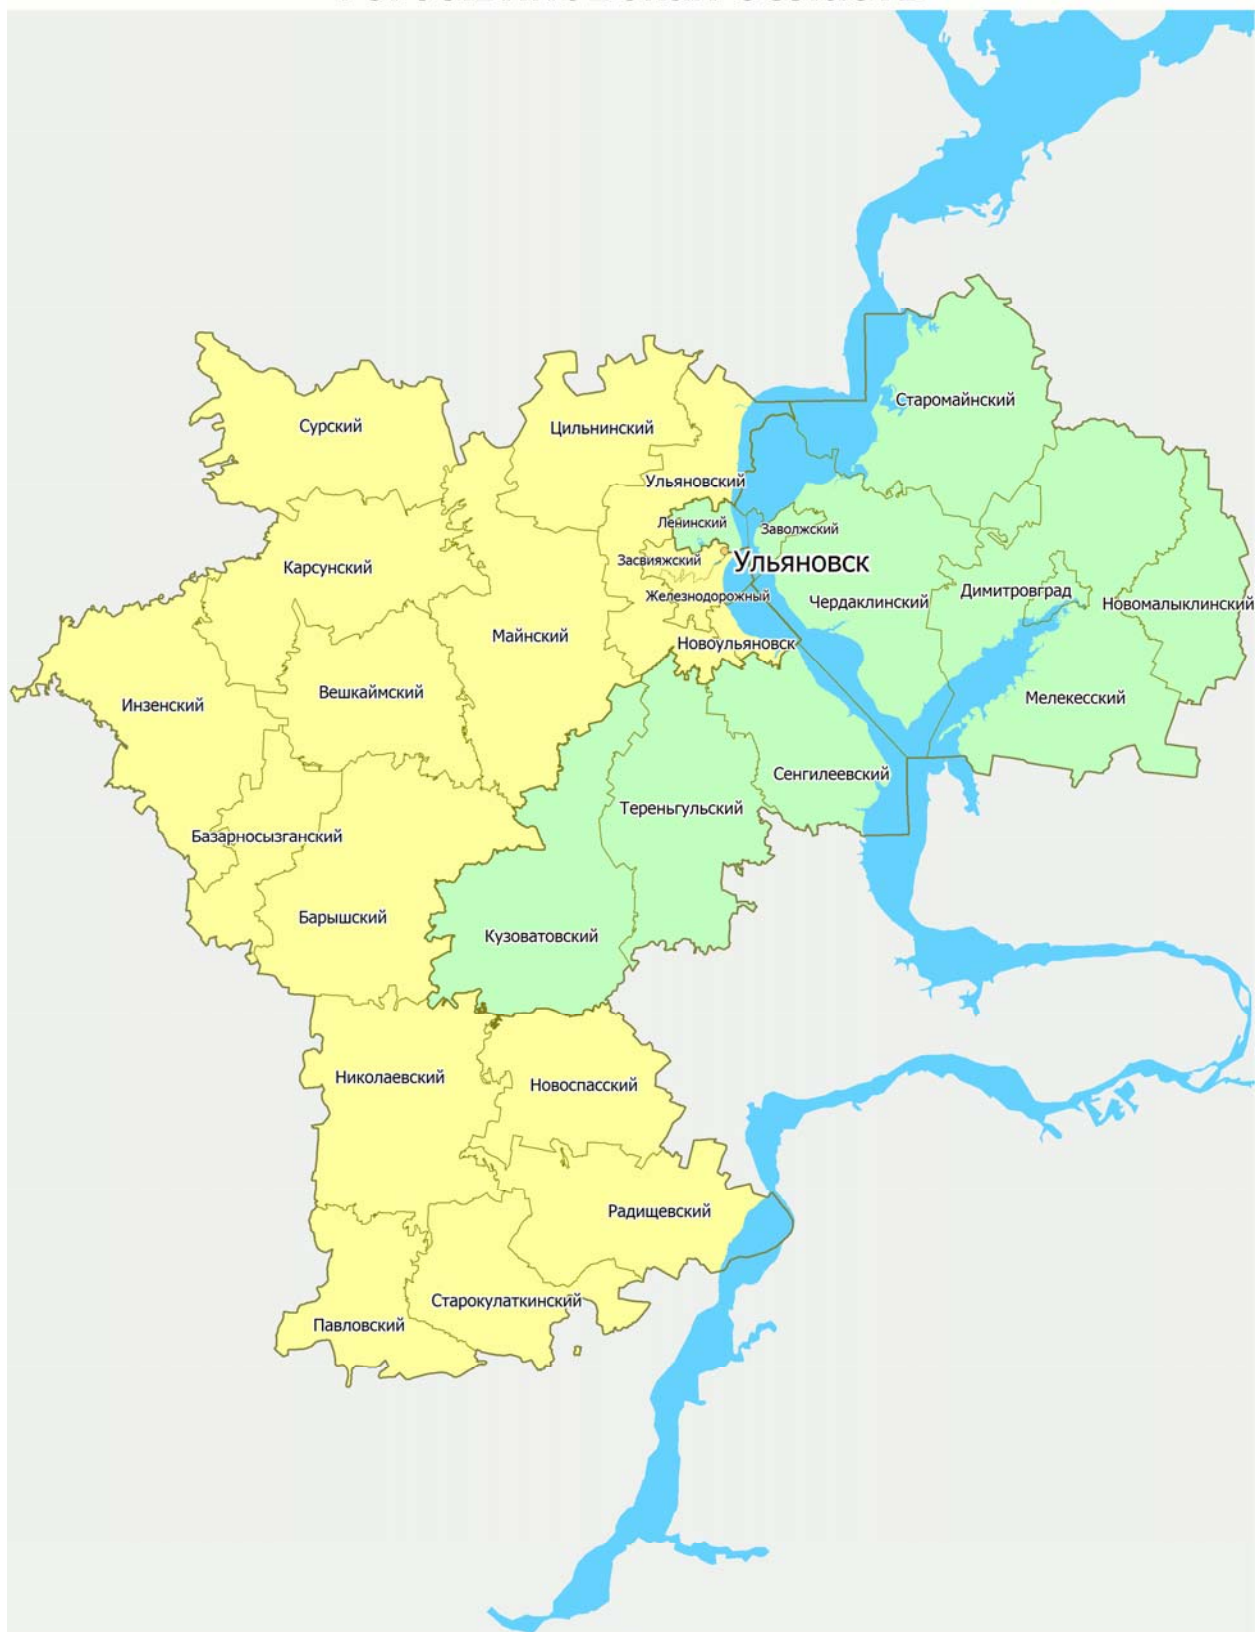 Старомайнский
Сурский
Цильнинский
Ульяновский
Ленинский
Заволжский
Карсунский
Засвияжский
Ульяновск
Железнодорожный
Чердаклинский
Димитровград
Новомалыклинский
Майнский
Новоульяновск
Инзенский
Вешкаймский
Мелекесский
Сенгилеевский
Тереньгульский
Базарносызганский
Барышский
Кузоватовский
Николаевский
Новоспасский
Радищевский
Старокулаткинский
Павловский